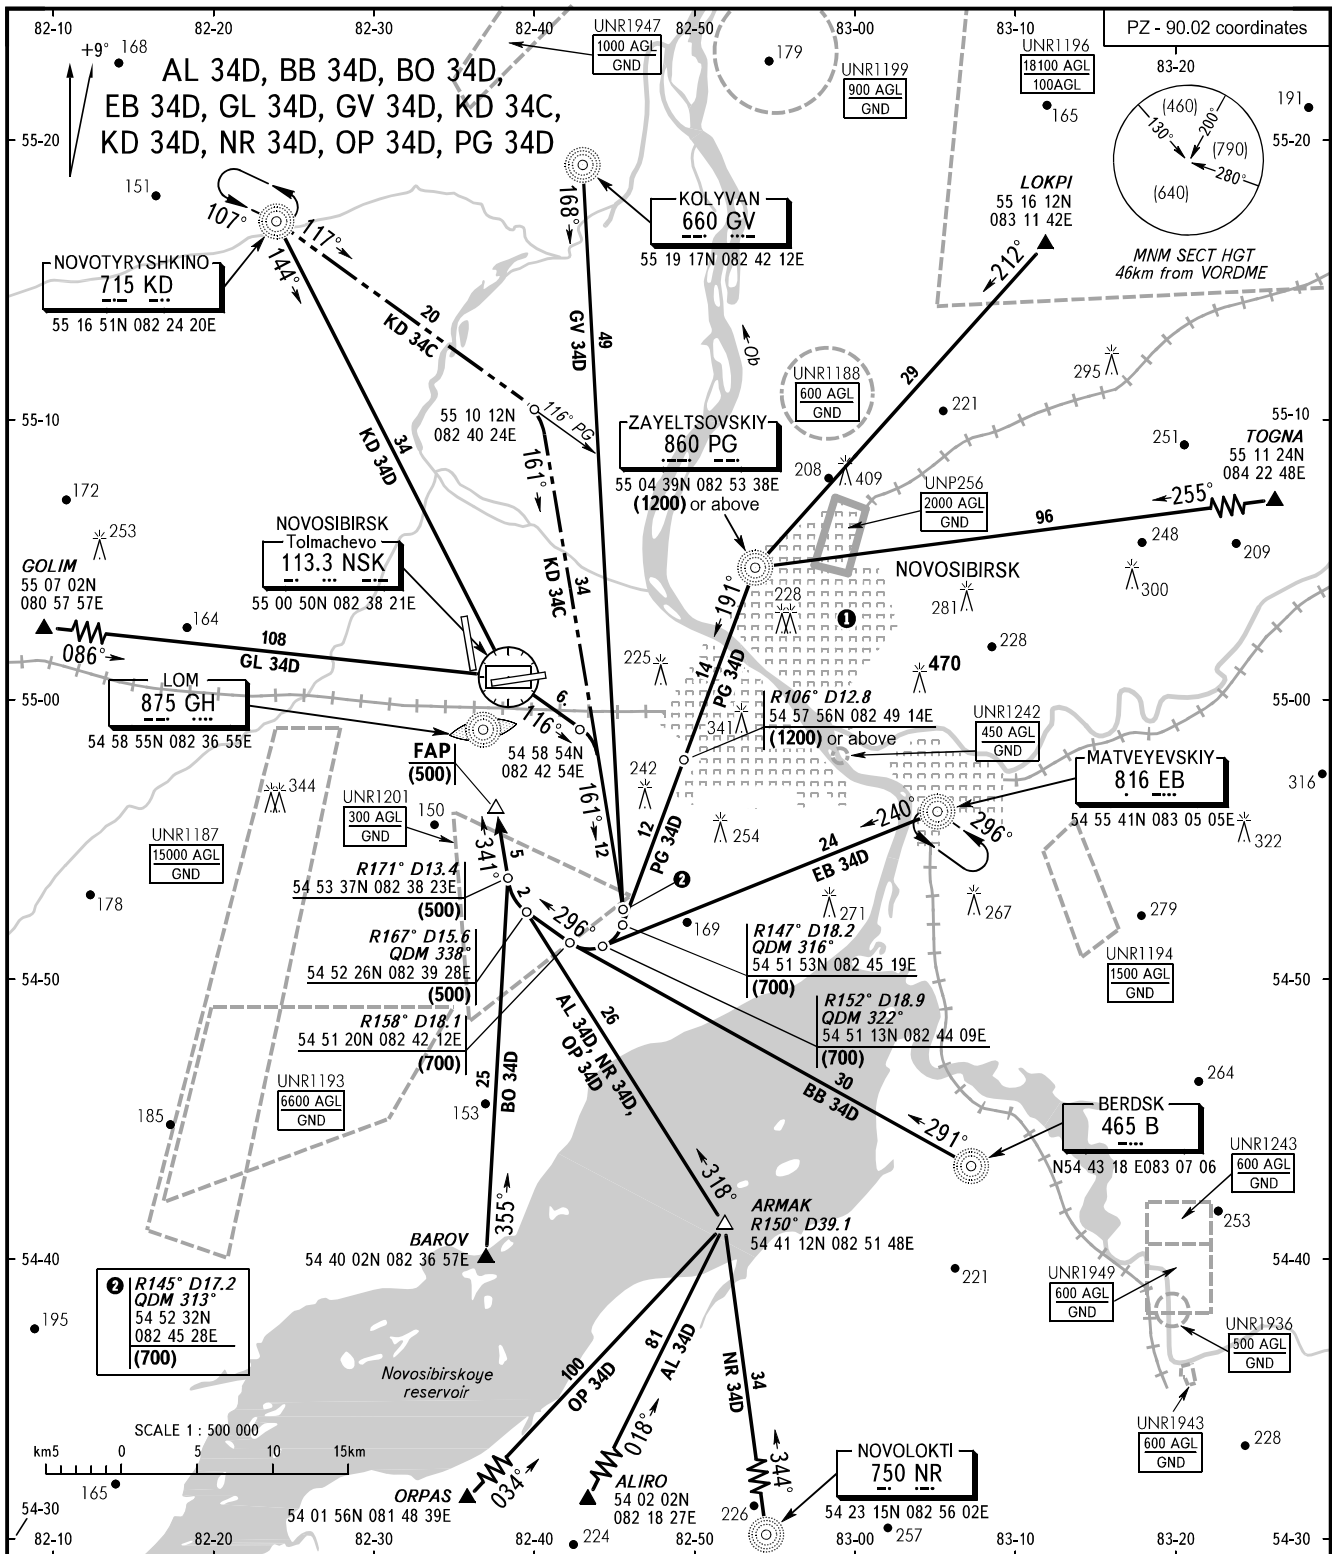 82-10
82-20
82-30
82-40
82-50
83-00
83-10
PZ - 90.02 coordinates
+9°
168
AL 34D, BB 34D, BO 34D,
EB 34D, GL 34D, GV 34D, KD 34C,
KD 34D, NR 34D, OP 34D, PG 34D
UNR1947
1000 AGL
GND
179
UNR1199
900 AGL
GND
UNR1196
18100 AGL
100AGL
165
83-20
191
(460)
130°
200°
(790)
280°
(640)
MNM SECT HGT
46km from VORDME
55-20
55-20
151
107°
117°
144°
168°
NOVOTYRYSHKINO
715 KD
55 16 51N 082 24 20E
KOLYVAN
660 GV
55 19 17N 082 42 12E
LOKPI
55 16 12N
083 11 42E
212°
20
KD 34C
GV 34D
49
Ob
29
UNR1188
600 AGL
GND
295
221
55-10
55-10
55 10 12N
082 40 24E
116° PG
161°
34
KD 34D
ZAYELTSOVSKIY
860 PG
55 04 39N 082 53 38E
(1200) or above
208
409
251
TOGNA
55 11 24N
084 22 48E
255°
96
UNP256
2000 AGL
GND
172
253
248
209
300
NOVOSIBIRSK
Tolmachevo
113.3 NSK
55 00 50N 082 38 21E
GOLIM
55 07 02N
080 57 57E
086°
164
108
GL 34D
KD 34C
34
191°
NOVOSIBIRSK
228
1
281
228
225
14
PG 34D
470
LOM
875 GH
54 58 55N 082 36 55E
55-00
55-00
6
116°
54 58 54N
082 42 54E
341
R106° D12.8
54 57 56N 082 49 14E
(1200) or above
UNR1242
450 AGL
GND
MATVEYEVSKIY
816 EB
54 55 41N 083 05 05E
316
FAP
(500)
344
UNR1201
300 AGL
GND
150
161°
12
242
254
12
PG 34D
240°
296°
322
UNR1187
15000 AGL
GND
178
341°
5
R171° D13.4
54 53 37N 082 38 23E
(500)
2
296°
2
24
EB 34D
169
271
267
279
R167° D15.6
QDM 338°
54 52 26N 082 39 28E
(500)
R147° D18.2
QDM 316°
54 51 53N 082 45 19E
(700)
UNR1194
1500 AGL
GND
54-50
54-50
R158° D18.1
54 51 20N 082 42 12E
(700)
R152° D18.9
QDM 322°
54 51 13N 082 44 09E
(700)
26
AL 34D, NR 34D,
OP 34D
UNR1193
6600 AGL
GND
25
BO 34D
153
185
30
BB 34D
291°
264
BERDSK
465 B
N54 43 18 E083 07 06
UNR1243
600 AGL
GND
318°
355°
BAROV
54 40 02N 082 36 57E
ARMAK
R150° D39.1
54 41 12N 082 51 48E
253
54-40
54-40
221
UNR1949
600 AGL
GND
2
R145° D17.2
QDM 313°
54 52 32N
082 45 28E
(700)
195
UNR1936
500 AGL
GND
Novosibirskoye
reservoir
100
OP 34D
81
AL 34D
NR 34D
34
UNR1943
600 AGL
GND
228
SCALE 1 : 500 000
km5
0
5
10
15km
165
034°
018°
344°
ORPAS
54 01 56N 081 48 39E
ALIRO
54 02 02N
082 18 27E
NOVOLOKTI
750 NR
54 23 15N 082 56 02E
226
257
224
54-30
54-30
82-10
82-20
82-30
82-40
82-50
83-00
83-20